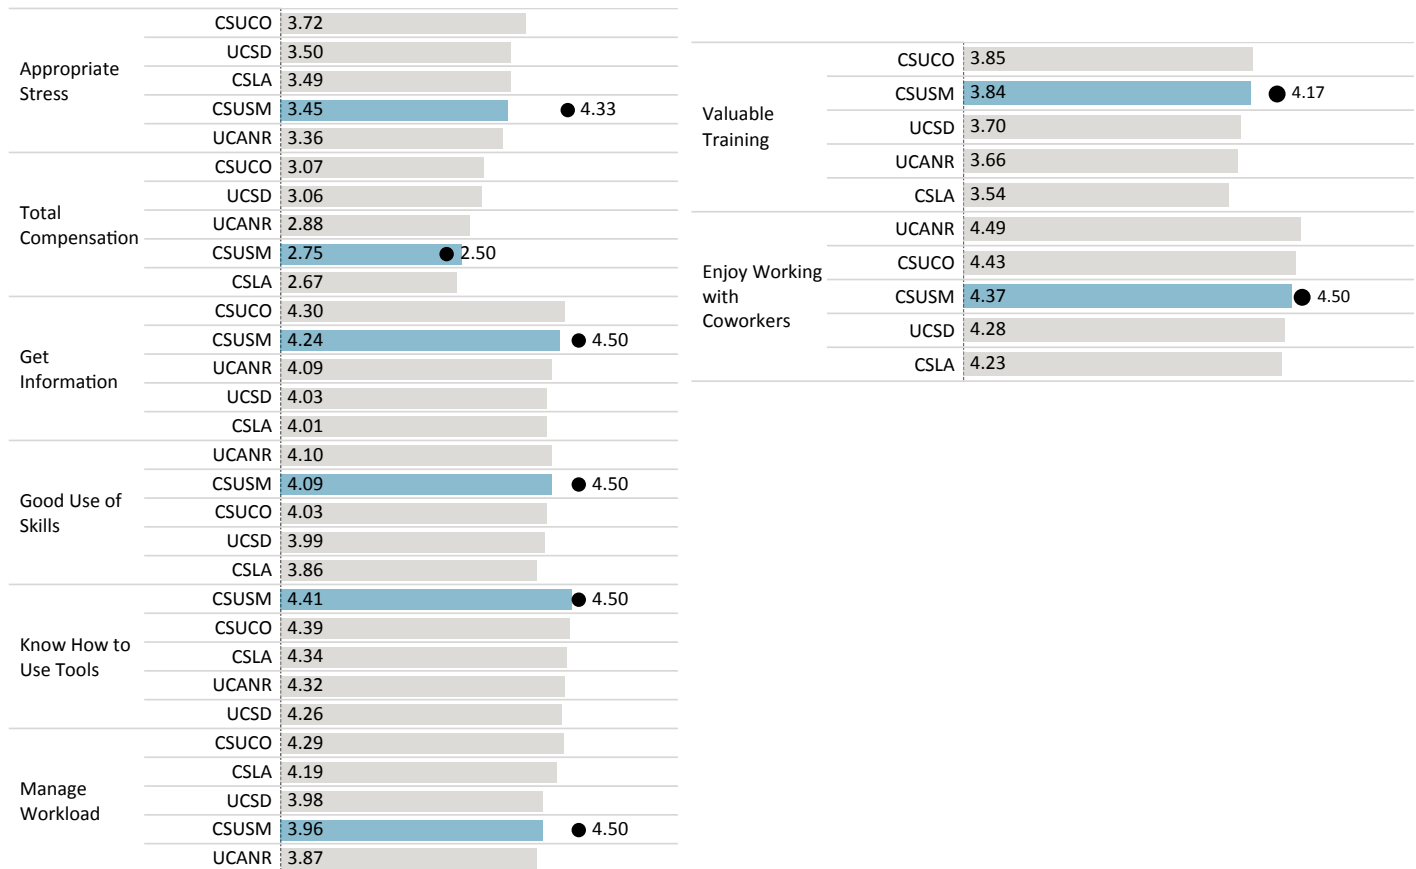 Appropriate
Stress
CSUCO 3.72
UCSD 3.50
CSLA 3.49
CSUSM 3.45 4.33
UCANR 3.36
Total
Compensation
CSUCO 3.07
UCSD 3.06
UCANR 2.88
CSUSM 2.75 2.50
CSLA 2.67
Get
Information
CSUCO 4.30
CSUSM 4.24 4.50
UCANR 4.09
UCSD 4.03
CSLA 4.01
Good Use of
Skills
UCANR 4.10
CSUSM 4.09 4.50
CSUCO 4.03
UCSD 3.99
CSLA 3.86
Know How to
Use Tools
CSUSM 4.41 4.50
CSUCO 4.39
CSLA 4.34
UCANR 4.32
UCSD 4.26
Manage
Workload
CSUCO 4.29
CSLA 4.19
UCSD 3.98
CSUSM 3.96 4.50
UCANR 3.87
Valuable
Training
CSUCO 3.85
CSUSM 3.84 4.17
UCSD 3.70
UCANR 3.66
CSLA 3.54
Enjoy Working
with
Coworkers
UCANR 4.49
CSUCO 4.43
CSUSM 4.37 4.50
UCSD 4.28
CSLA 4.23